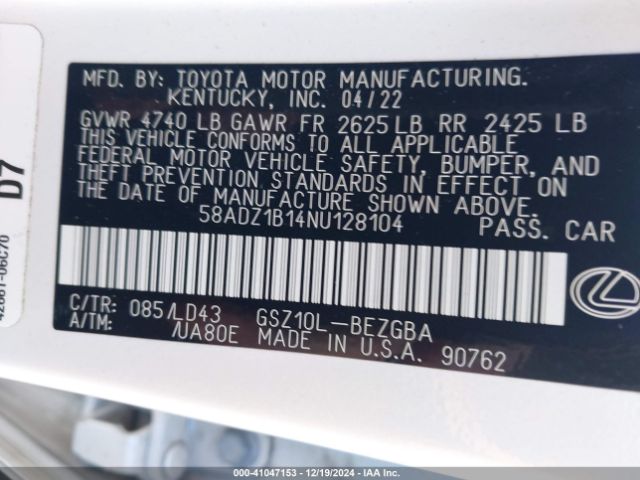 MFD. BY: TOYOTA MOTOR MANUFACTURING.
KENTUCKY, INC. 04/22
GVWR 4740 LB GAWR FR 2625 LB RR 2425 LB
THIS VEHICLE CONFORMS TO ALL APPLICABLE
FEDERAL MOTOR VEHICLE SAFETY, BUMPER, AND
THEFT PREVENTION STANDARDS IN EFFECT ON
THE DATE OF MANUFACTURE SHOWN ABOVE.
58ADZ1B14NU128104 PASS. CAR
C/TR: 085/LD43 GSZ10L-BEZGBA
A/TM: /UA80E MADE IN U.S.A. 90762
D7
42661-06C70
000-41047153 - 12/19/2024 - IAA Inc.